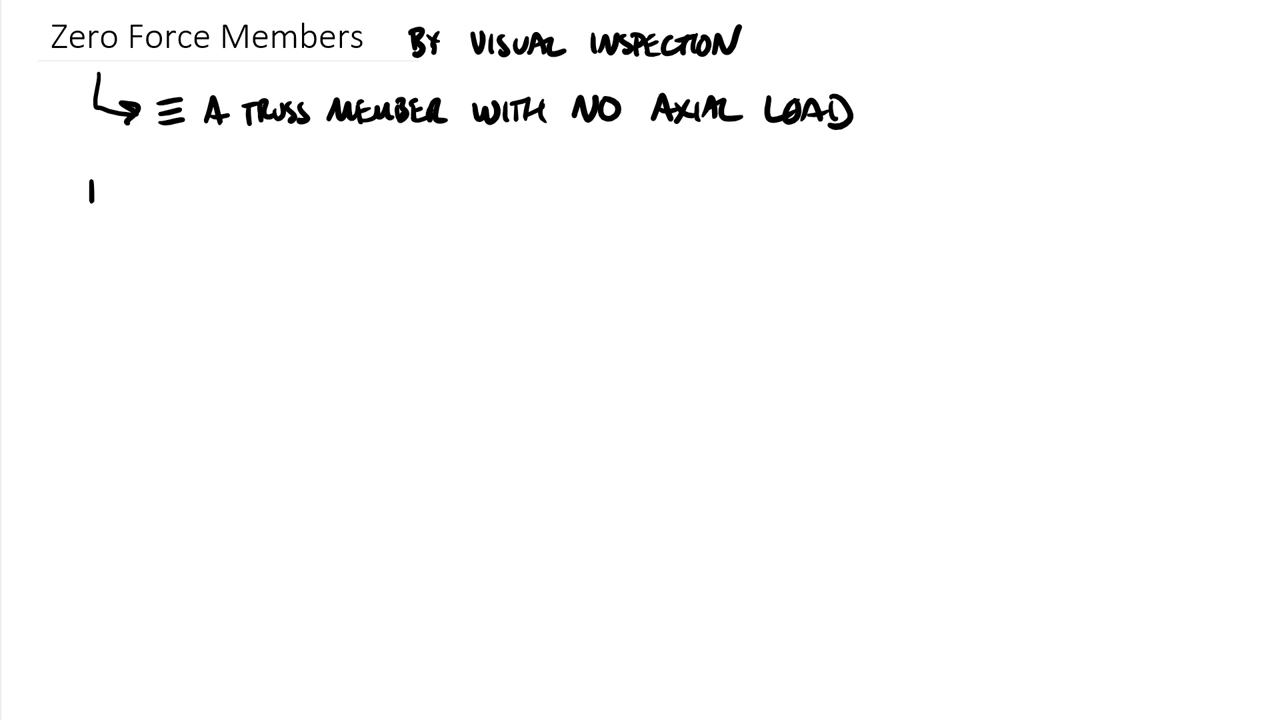 Zero Force Members BY VISUAL INSPECTION
↳ ≡ A TRUSS MEMBER WITH NO AXIAL LOAD
I